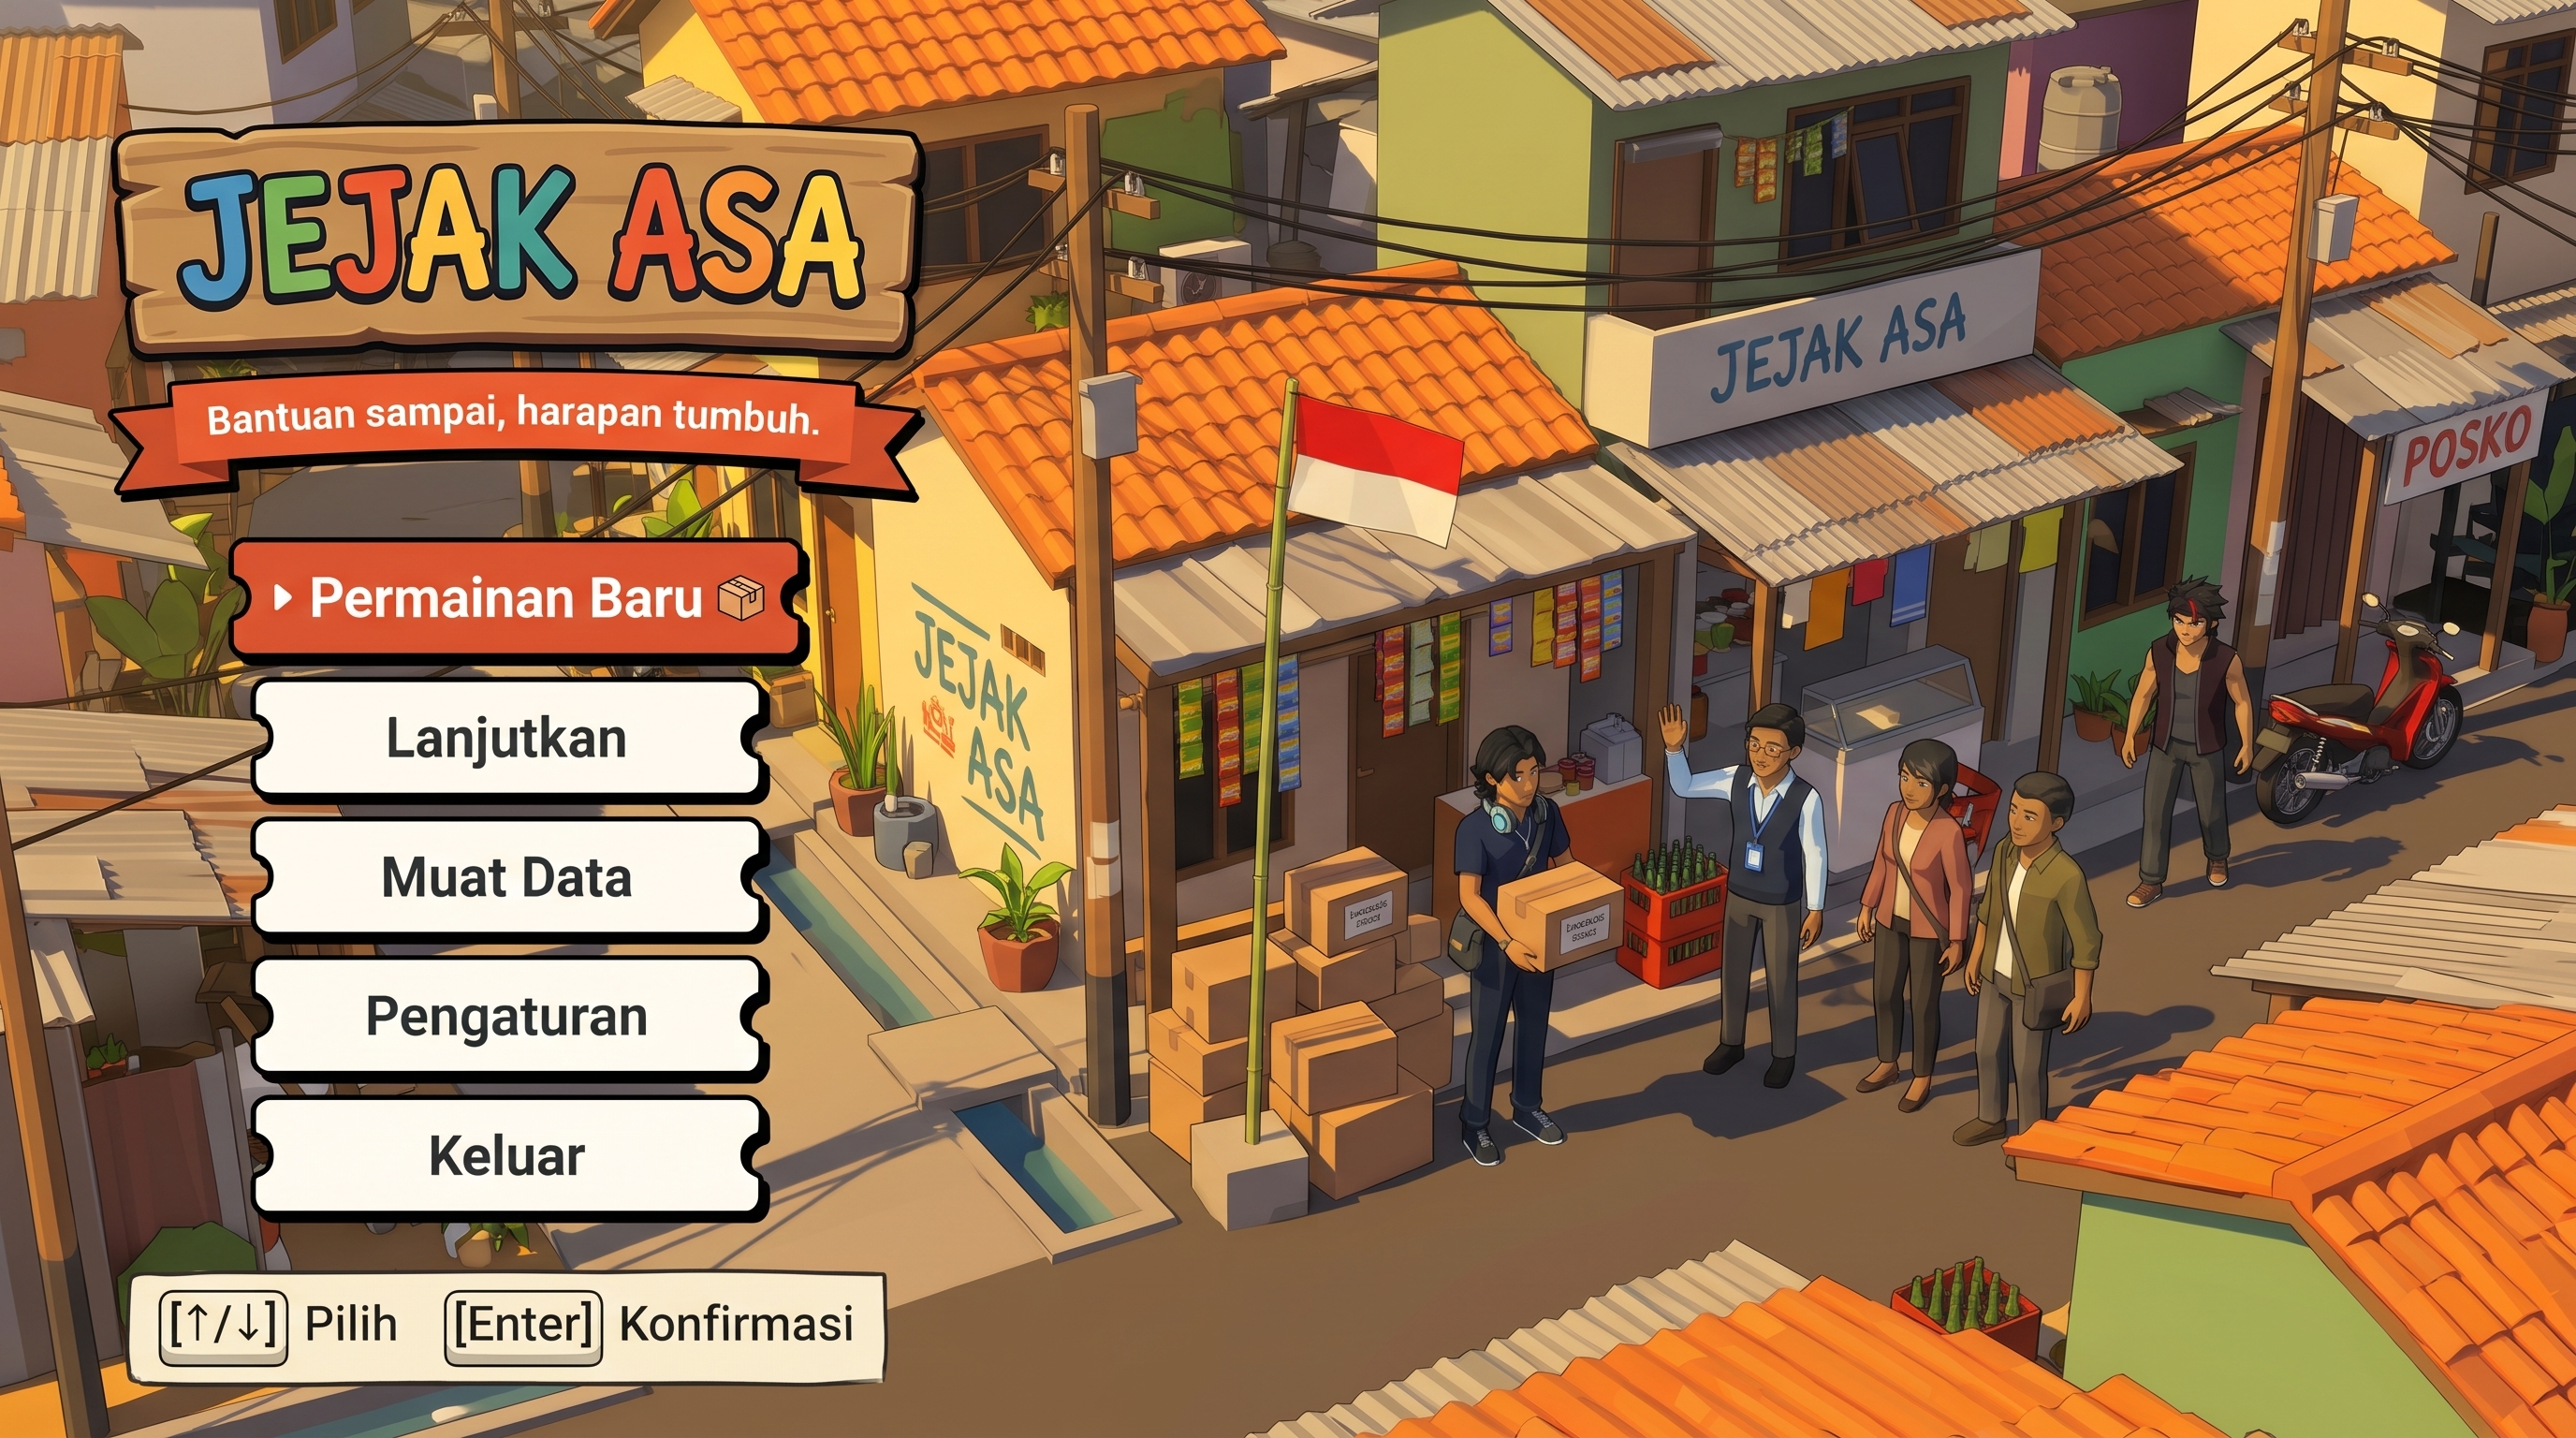 JEJAK ASA
Bantuan sampai, harapan tumbuh.
Permainan Baru
Lanjutkan
Muat Data
Pengaturan
Keluar
[↑/↓] Pilih [Enter] Konfirmasi
JEJAK ASA
POSKO
JEJAK
ASA